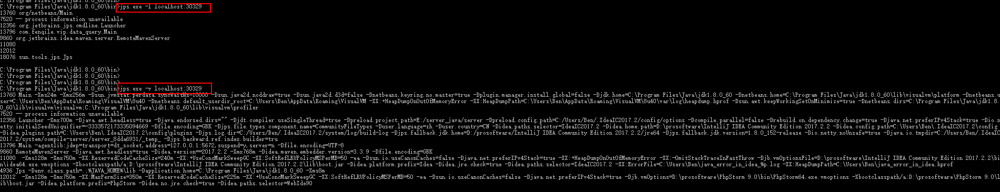 C:\Program Files\Java\jdk1.8.0_60\bin>
C:\Program Files\Java\jdk1.8.0_60\bin>jps.exe -l localhost:30329
13760 org/netbeans/Main
7520 -- process information unavailable
12356 org.jetbrains.jps.cmdline.Launcher
13796 com.fenqile.vip.data_query.Main
9860 org.jetbrains.idea.maven.server.RemoteMavenServer
11080
12012
18076 sun.tools.jps.Jps
C:\Program Files\Java\jdk1.8.0_60\bin>
C:\Program Files\Java\jdk1.8.0_60\bin>
C:\Program Files\Java\jdk1.8.0_60\bin>
C:\Program Files\Java\jdk1.8.0_60\bin>jps.exe -v localhost:30329
13760 Main -Xms24m -Xmx256m -Dsun.jvmstat.perdata.syncWaitMs=10000 -Dsun.java2d.noddraw=true -Dsun.java2d.d3d=false -Dnetbeans.keyring.no.master=true -Dplugin.manager.install.global=false -Djdk.home=C:\Program Files\Java\jdk1.8.0_60 -Dnetbeans.home=C:\Program Files\Java\jdk1.8.0_60\lib\visualvm\platform -Dnetbeans.u
ser=C:\Users\Ben\AppData\Roaming\VisualVM\8u40 -Dnetbeans.default_userdir_root=C:\Users\Ben\AppData\Roaming\VisualVM -XX:+HeapDumpOnOutOfMemoryError -XX:HeapDumpPath=C:\Users\Ben\AppData\Roaming\VisualVM\8u40\var\log\heapdump.hprof -Dsun.awt.keepWorkingSetOnMinimize=true -Dnetbeans.dirs=C:\Program Files\Java\jdk1.8.
0_60\lib\visualvm\visualvm;C:\Program Files\Java\jdk1.8.0_60\lib\visualvm\profiler
7520 -- process information unavailable
12356 Launcher -Xmx700m -Djava.awt.headless=true -Djava.endorsed.dirs="" -Djdt.compiler.useSingleThread=true -Dpreload.project.path=E:/java/server -Dpreload.config.path=C:/Users/Ben/.IdeaIC2017.2/config/options -Dcompile.parallel=false -Drebuild.on.dependency.change=true -Djava.net.preferIPv4Stack=true -Dio.n
etty.initialSeedUniquifier=-3333572173335094669 -Dfile.encoding=GBK -Djps.file.types.component.name=CommunityFileTypes -Duser.language=zh -Duser.country=CN -Didea.paths.selector=IdeaIC2017.2 -Didea.home.path=D:\prosoftware\IntelliJ IDEA Community Edition 2017.2.2 -Didea.config.path=C:\Users\Ben\.IdeaIC2017.2\config
-Didea.plugins.path=C:\Users\Ben\.IdeaIC2017.2\config\plugins -Djps.log.dir=C:/Users/Ben/.IdeaIC2017.2/system/log/build-log -Djps.fallback.jdk.home=D:/prosoftware/IntelliJ IDEA Community Edition 2017.2.2/jre64 -Djps.fallback.jdk.version=1.8.0_152-release -Dio.netty.noUnsafe=true -Djava.io.tmpdir=C:/Users/Ben/.IdeaIC
2017.2/system/compile-server/server_8dda6931/_temp_ -Djps.backward.ref.index.builder=tru
13796 Main -agentlib:jdwp=transport=dt_socket,address=127.0.0.1:5672,suspend=y,server=n -Dfile.encoding=UTF-8
9860 RemoteMavenServer -Djava.awt.headless=true -Didea.version==2017.2.2 -Xmx768m -Didea.maven.embedder.version=3.3.9 -Dfile.encoding=GBK
11080 -Xms128m -Xmx750m -XX:ReservedCodeCacheSize=240m -XX:+UseConcMarkSweepGC -XX:SoftRefLRUPolicyMSPerMB=50 -ea -Dsun.io.useCanonCaches=false -Djava.net.preferIPv4Stack=true -XX:+HeapDumpOnOutOfMemoryError -XX:-OmitStackTraceInFastThrow -Djb.vmOptionsFile=D:\prosoftware\IntelliJ IDEA Community Edition 2017.2.2\bi
n\idea64.exe.vmoptions -Xbootclasspath/a:D:\prosoftware\IntelliJ IDEA Community Edition 2017.2.2\lib\boot.jar -Didea.platform.prefix=Idea -Didea.jre.check=true -Didea.paths.selector=IdeaIC2017.2 -XX:ErrorFile=C:\Users\Ben\java_error_in_idea_%p.log -XX:HeapDumpPath=C:\Users\Ben\java_error_in_idea.hprof
4936 Jps -Denv.class.path=.;%JAVA_HOME%\lib -Dapplication.home=C:\Program Files\Java\jdk1.8.0_60 -Xms8m
12012 -Xms128m -Xmx750m -XX:MaxPermSize=350m -XX:ReservedCodeCacheSize=225m -XX:+UseConcMarkSweepGC -XX:SoftRefLRUPolicyMSPerMB=50 -ea -Dsun.io.useCanonCaches=false -Djava.net.preferIPv4Stack=true -Djb.vmOptions=D:\prosoftware\PhpStorm 9.0\bin\PhpStorm64.exe.vmoptions -Xbootclasspath/a:D:\prosoftware\PhpStorm 9.0\l
ib\boot.jar -Didea.platform.prefix=PhpStorm -Didea.no.jre.check=true -Didea.paths.selector=WebIde90